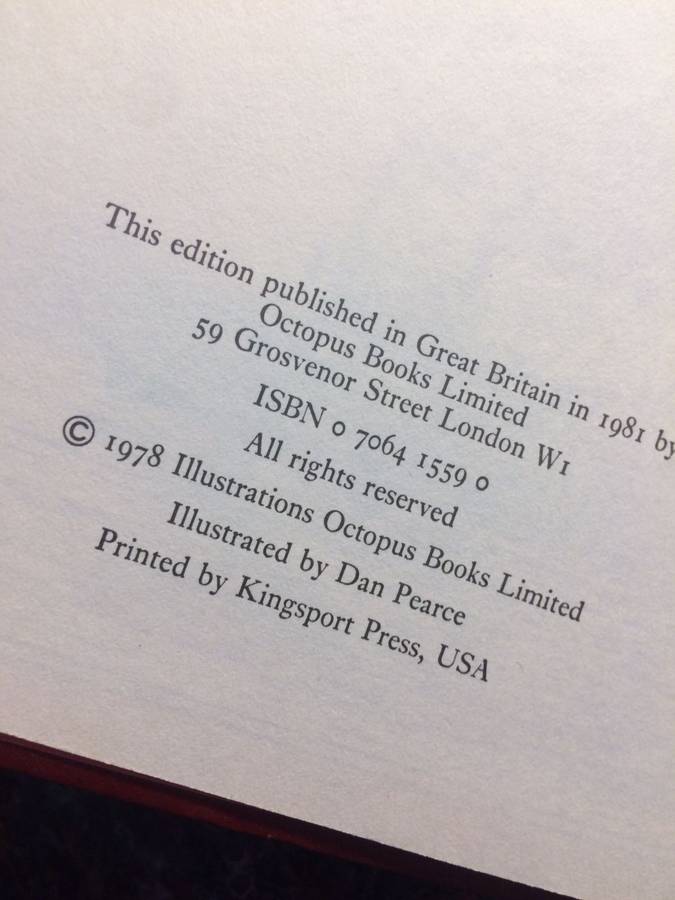 This edition published in Great Britain in 1981 by
Octopus Books Limited
59 Grosvenor Street London W1
ISBN 0 7064 1559 0
All rights reserved
© 1978 Illustrations Octopus Books Limited
Illustrated by Dan Pearce
Printed by Kingsport Press, USA